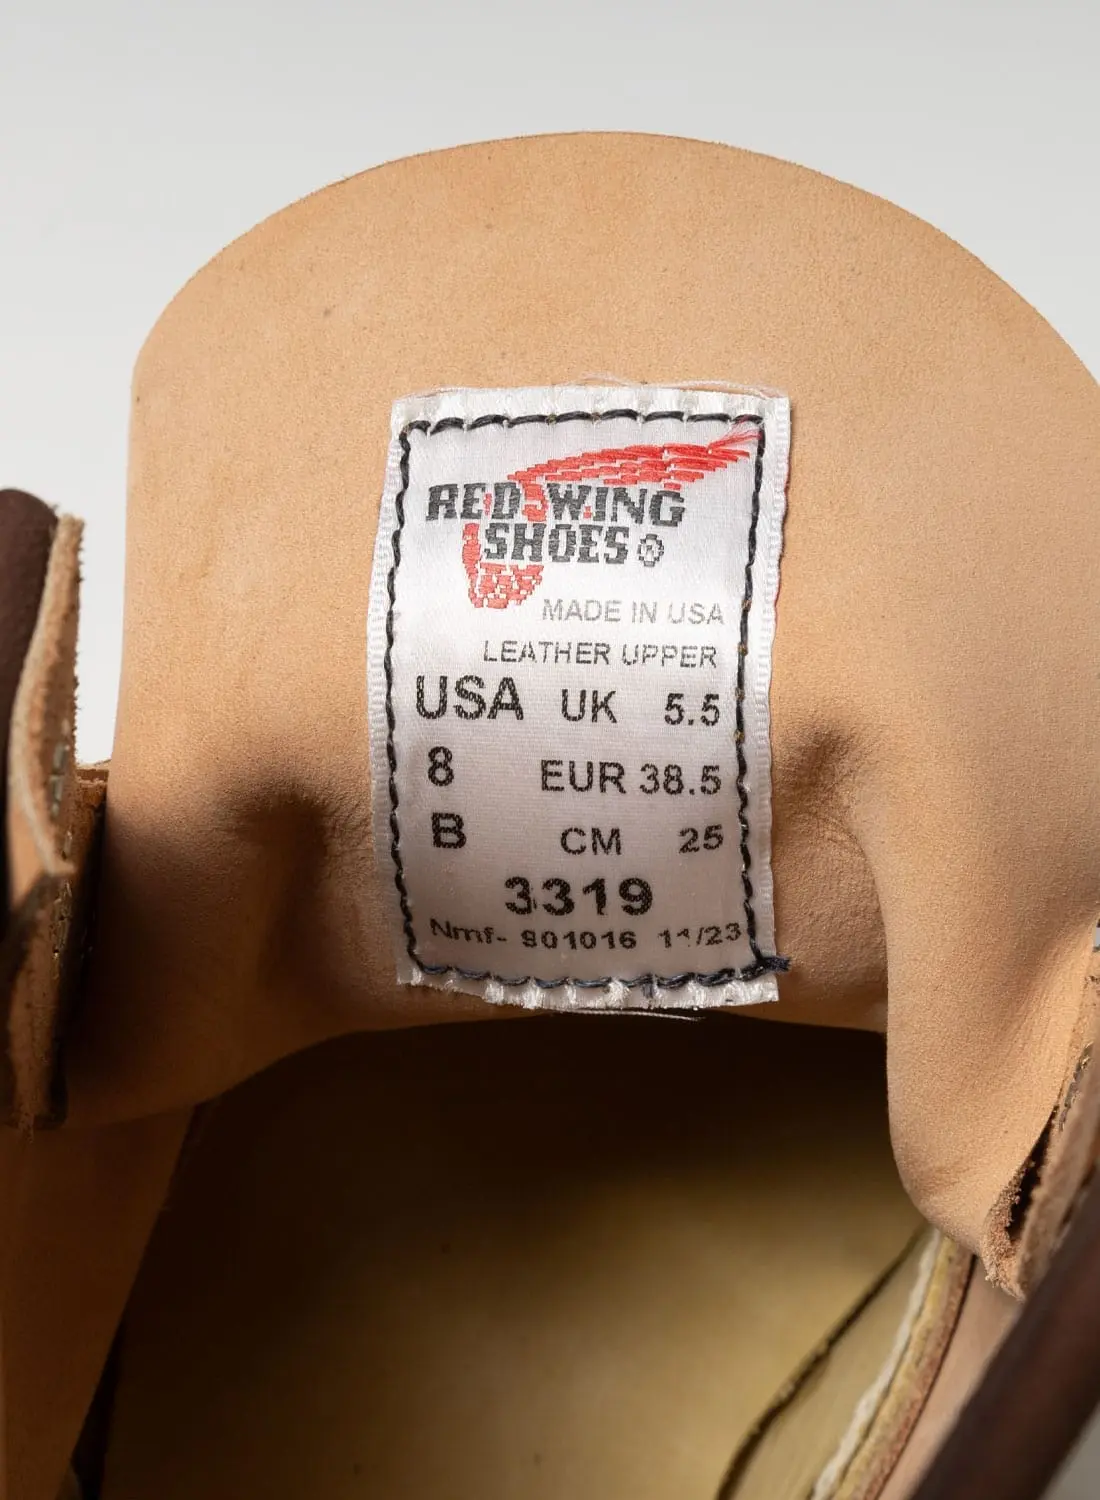 RED WING
SHOES ®
MADE IN USA
LEATHER UPPER
USA UK 5.5
8 EUR 38.5
B CM 25
3319
Nmf- 901016 11/23